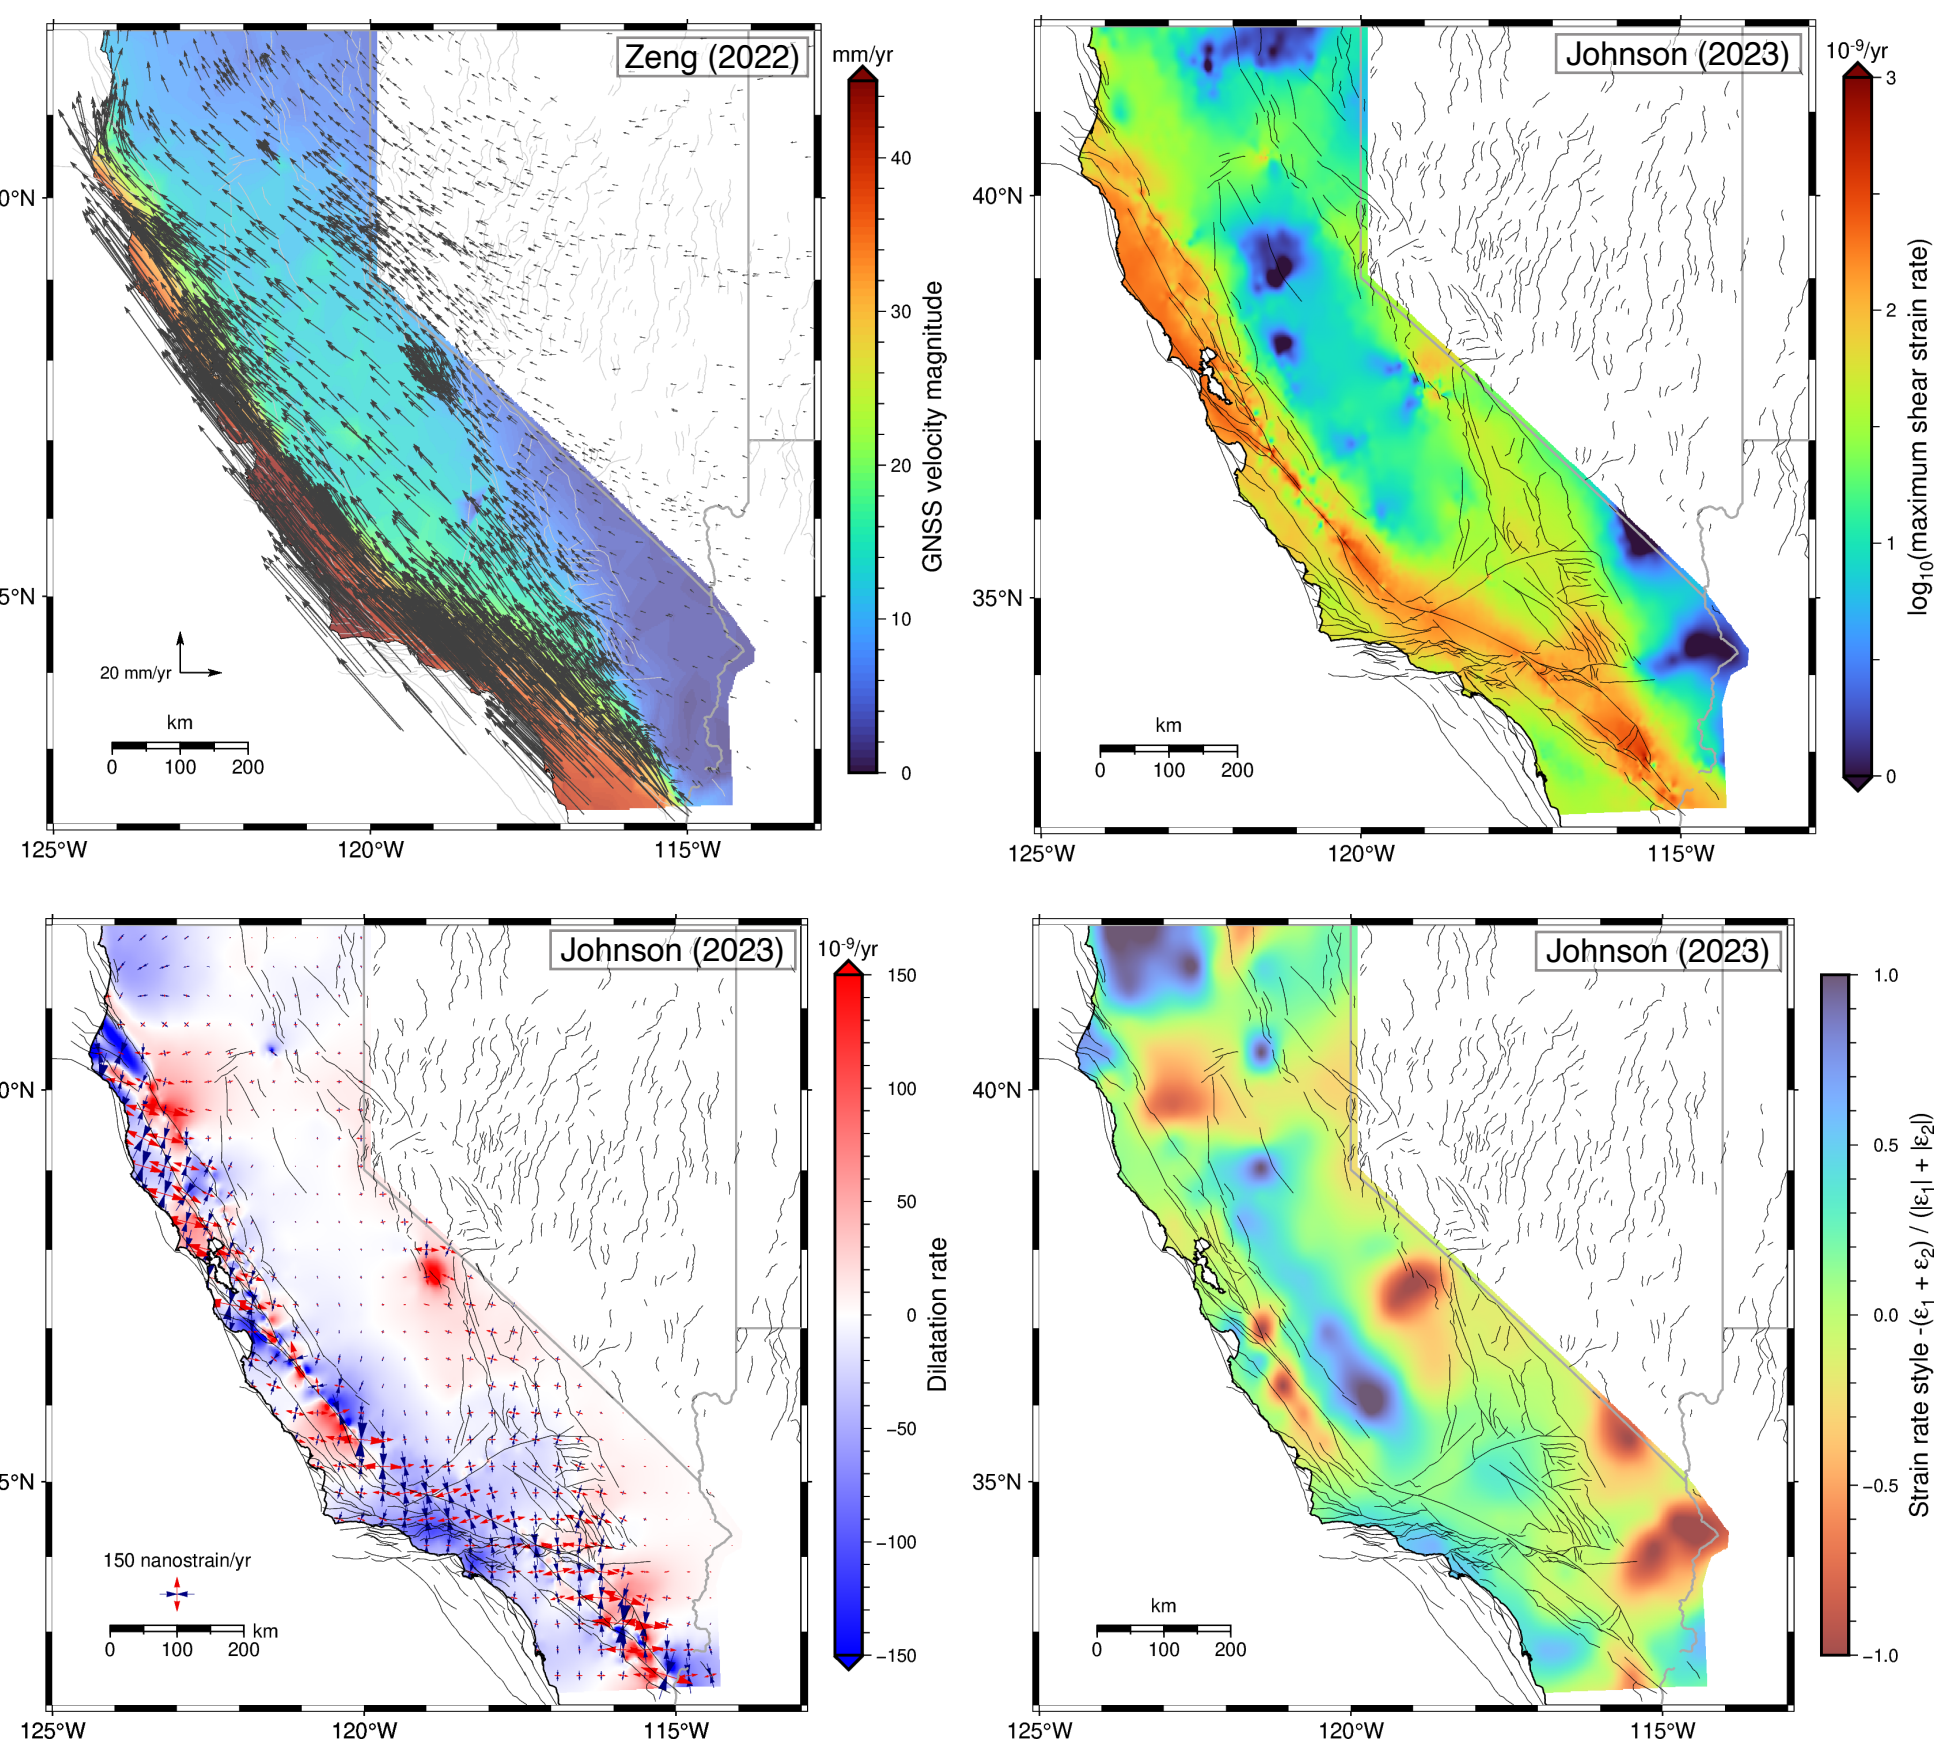 Zeng (2022)
mm/yr
40
30
20
10
0
GNSS velocity magnitude
0°N
5°N
20 mm/yr
km
0 100 200
125°W 120°W 115°W
Johnson (2023)
10-9/yr
3
2
1
0
log10(maximum shear strain rate)
40°N
35°N
km
0 100 200
125°W 120°W 115°W
Johnson (2023)
10-9/yr
150
100
50
0
−50
−100
−150
Dilatation rate
0°N
5°N
150 nanostrain/yr
0 100 200 km
125°W 120°W 115°W
Johnson (2023)
1.0
0.5
0.0
−0.5
−1.0
Strain rate style -(ε1 + ε2) / (|ε1| + |ε2|)
40°N
35°N
km
0 100 200
125°W 120°W 115°W